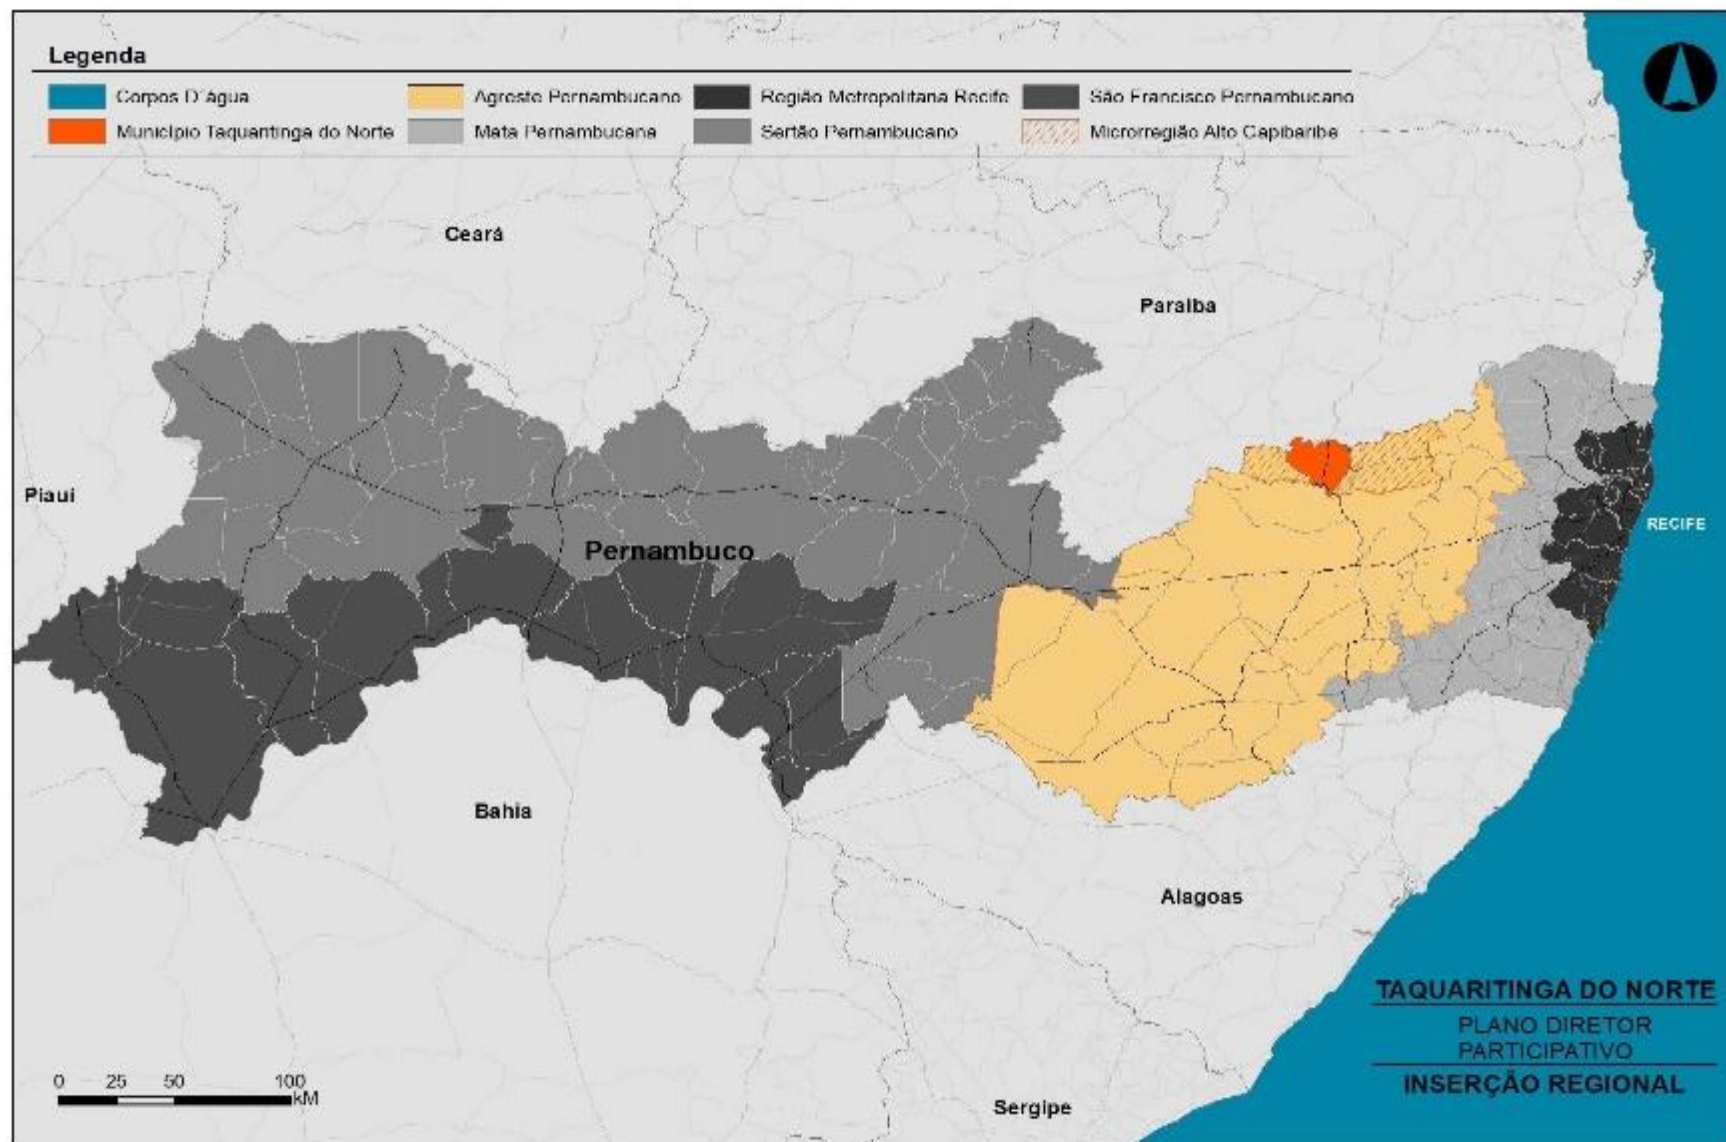 Legenda
Corpos D´água
Agreste Pernambucano
Região Metropolitana Recife
São Francisco Pernambucano
Município Taquaritinga do Norte
Mata Pernambucana
Sertão Pernambucano
Microrregião Alto Capibaribe
Ceará
Paraíba
Piauí
RECIFE
Pernambuco
Bahia
Alagoas
TAQUARITINGA DO NORTE
PLANO DIRETOR
PARTICIPATIVO
INSERÇÃO REGIONAL
0 25 50 100
kM
Sergipe